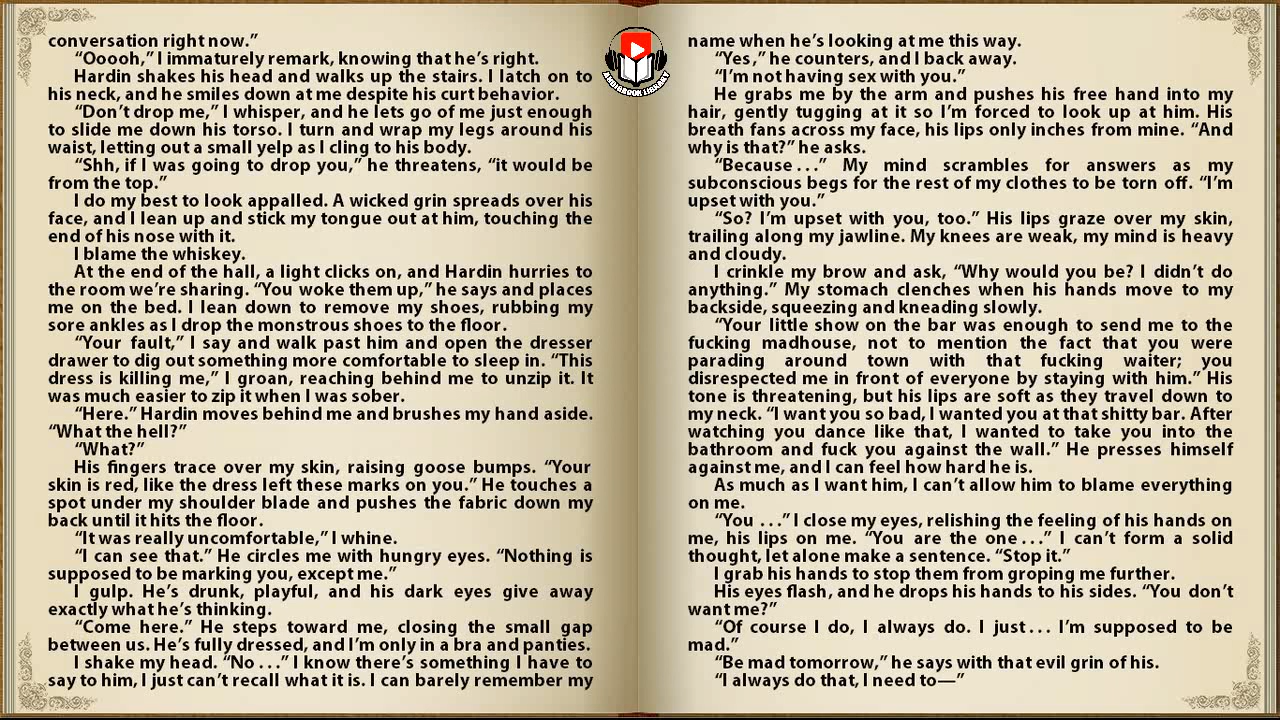 conversation right now.”
“Ooooh,” I immaturely remark, knowing that he’s right.
Hardin shakes his head and walks up the stairs. I latch on to
his neck, and he smiles down at me despite his curt behavior.
“Don’t drop me,” I whisper, and he lets go of me just enough
to slide me down his torso. I turn and wrap my legs around his
waist, letting out a small yelp as I cling to his body.
“Shh, if I was going to drop you,” he threatens, “it would be
from the top.”
I do my best to look appalled. A wicked grin spreads over his
face, and I lean up and stick my tongue out at him, touching the
end of his nose with it.
I blame the whiskey.
At the end of the hall, a light clicks on, and Hardin hurries to
the room we’re sharing. “You woke them up,” he says and places
me on the bed. I lean down to remove my shoes, rubbing my
sore ankles as I drop the monstrous shoes to the floor.
“Your fault,” I say and walk past him and open the dresser
drawer to dig out something more comfortable to sleep in. “This
dress is killing me,” I groan, reaching behind me to unzip it. It
was much easier to zip it when I was sober.
“Here.” Hardin moves behind me and brushes my hand aside.
“What the hell?”
“What?”
His fingers trace over my skin, raising goose bumps. “Your
skin is red, like the dress left these marks on you.” He touches a
spot under my shoulder blade and pushes the fabric down my
back until it hits the floor.
“It was really uncomfortable,” I whine.
“I can see that.” He circles me with hungry eyes. “Nothing is
supposed to be marking you, except me.”
I gulp. He’s drunk, playful, and his dark eyes give away
exactly what he’s thinking.
“Come here.” He steps toward me, closing the small gap
between us. He’s fully dressed, and I’m only in a bra and panties.
I shake my head. “No . . .” I know there’s something I have to
say to him, I just can’t recall what it is. I can barely remember my
AUDIOBOOK LIBRARY
name when he’s looking at me this way.
“Yes,” he counters, and I back away.
“I’m not having sex with you.”
He grabs me by the arm and pushes his free hand into my
hair, gently tugging at it so I’m forced to look up at him. His
breath fans across my face, his lips only inches from mine. “And
why is that?” he asks.
“Because . . .” My mind scrambles for answers as my
subconscious begs for the rest of my clothes to be torn off. “I’m
upset with you.”
“So? I’m upset with you, too.” His lips graze over my skin,
trailing along my jawline. My knees are weak, my mind is heavy
and cloudy.
I crinkle my brow and ask, “Why would you be? I didn’t do
anything.” My stomach clenches when his hands move to my
backside, squeezing and kneading slowly.
“Your little show on the bar was enough to send me to the
fucking madhouse, not to mention the fact that you were
parading around town with that fucking waiter; you
disrespected me in front of everyone by staying with him.” His
tone is threatening, but his lips are soft as they travel down to
my neck. “I want you so bad, I wanted you at that shitty bar. After
watching you dance like that, I wanted to take you into the
bathroom and fuck you against the wall.” He presses himself
against me, and I can feel how hard he is.
As much as I want him, I can’t allow him to blame everything
on me.
“You . . .” I close my eyes, relishing the feeling of his hands on
me, his lips on me. “You are the one . . .” I can’t form a solid
thought, let alone make a sentence. “Stop it.”
I grab his hands to stop them from groping me further.
His eyes flash, and he drops his hands to his sides. “You don’t
want me?”
“Of course I do, I always do. I just . . . I’m supposed to be
mad.”
“Be mad tomorrow,” he says with that evil grin of his.
“I always do that, I need to—”